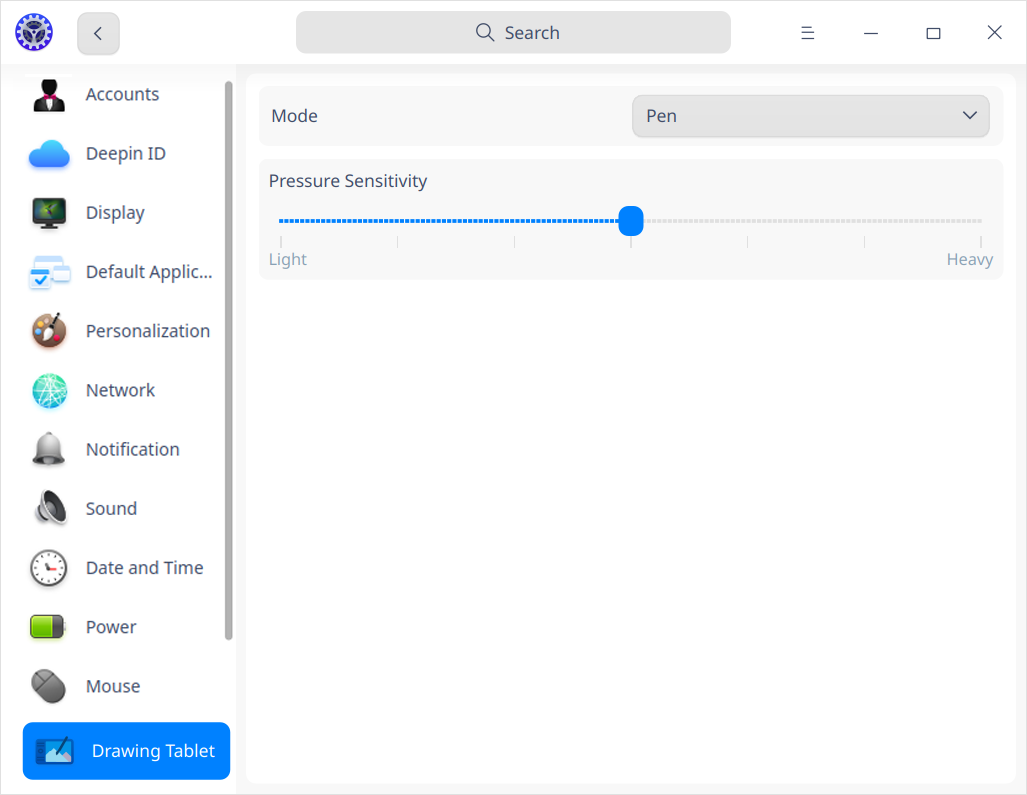 Search
Accounts
Deepin ID
Display
Default Applic...
Personalization
Network
Notification
Sound
Date and Time
Power
Mouse
Drawing Tablet
Mode
Pen
Pressure Sensitivity
Light
Heavy